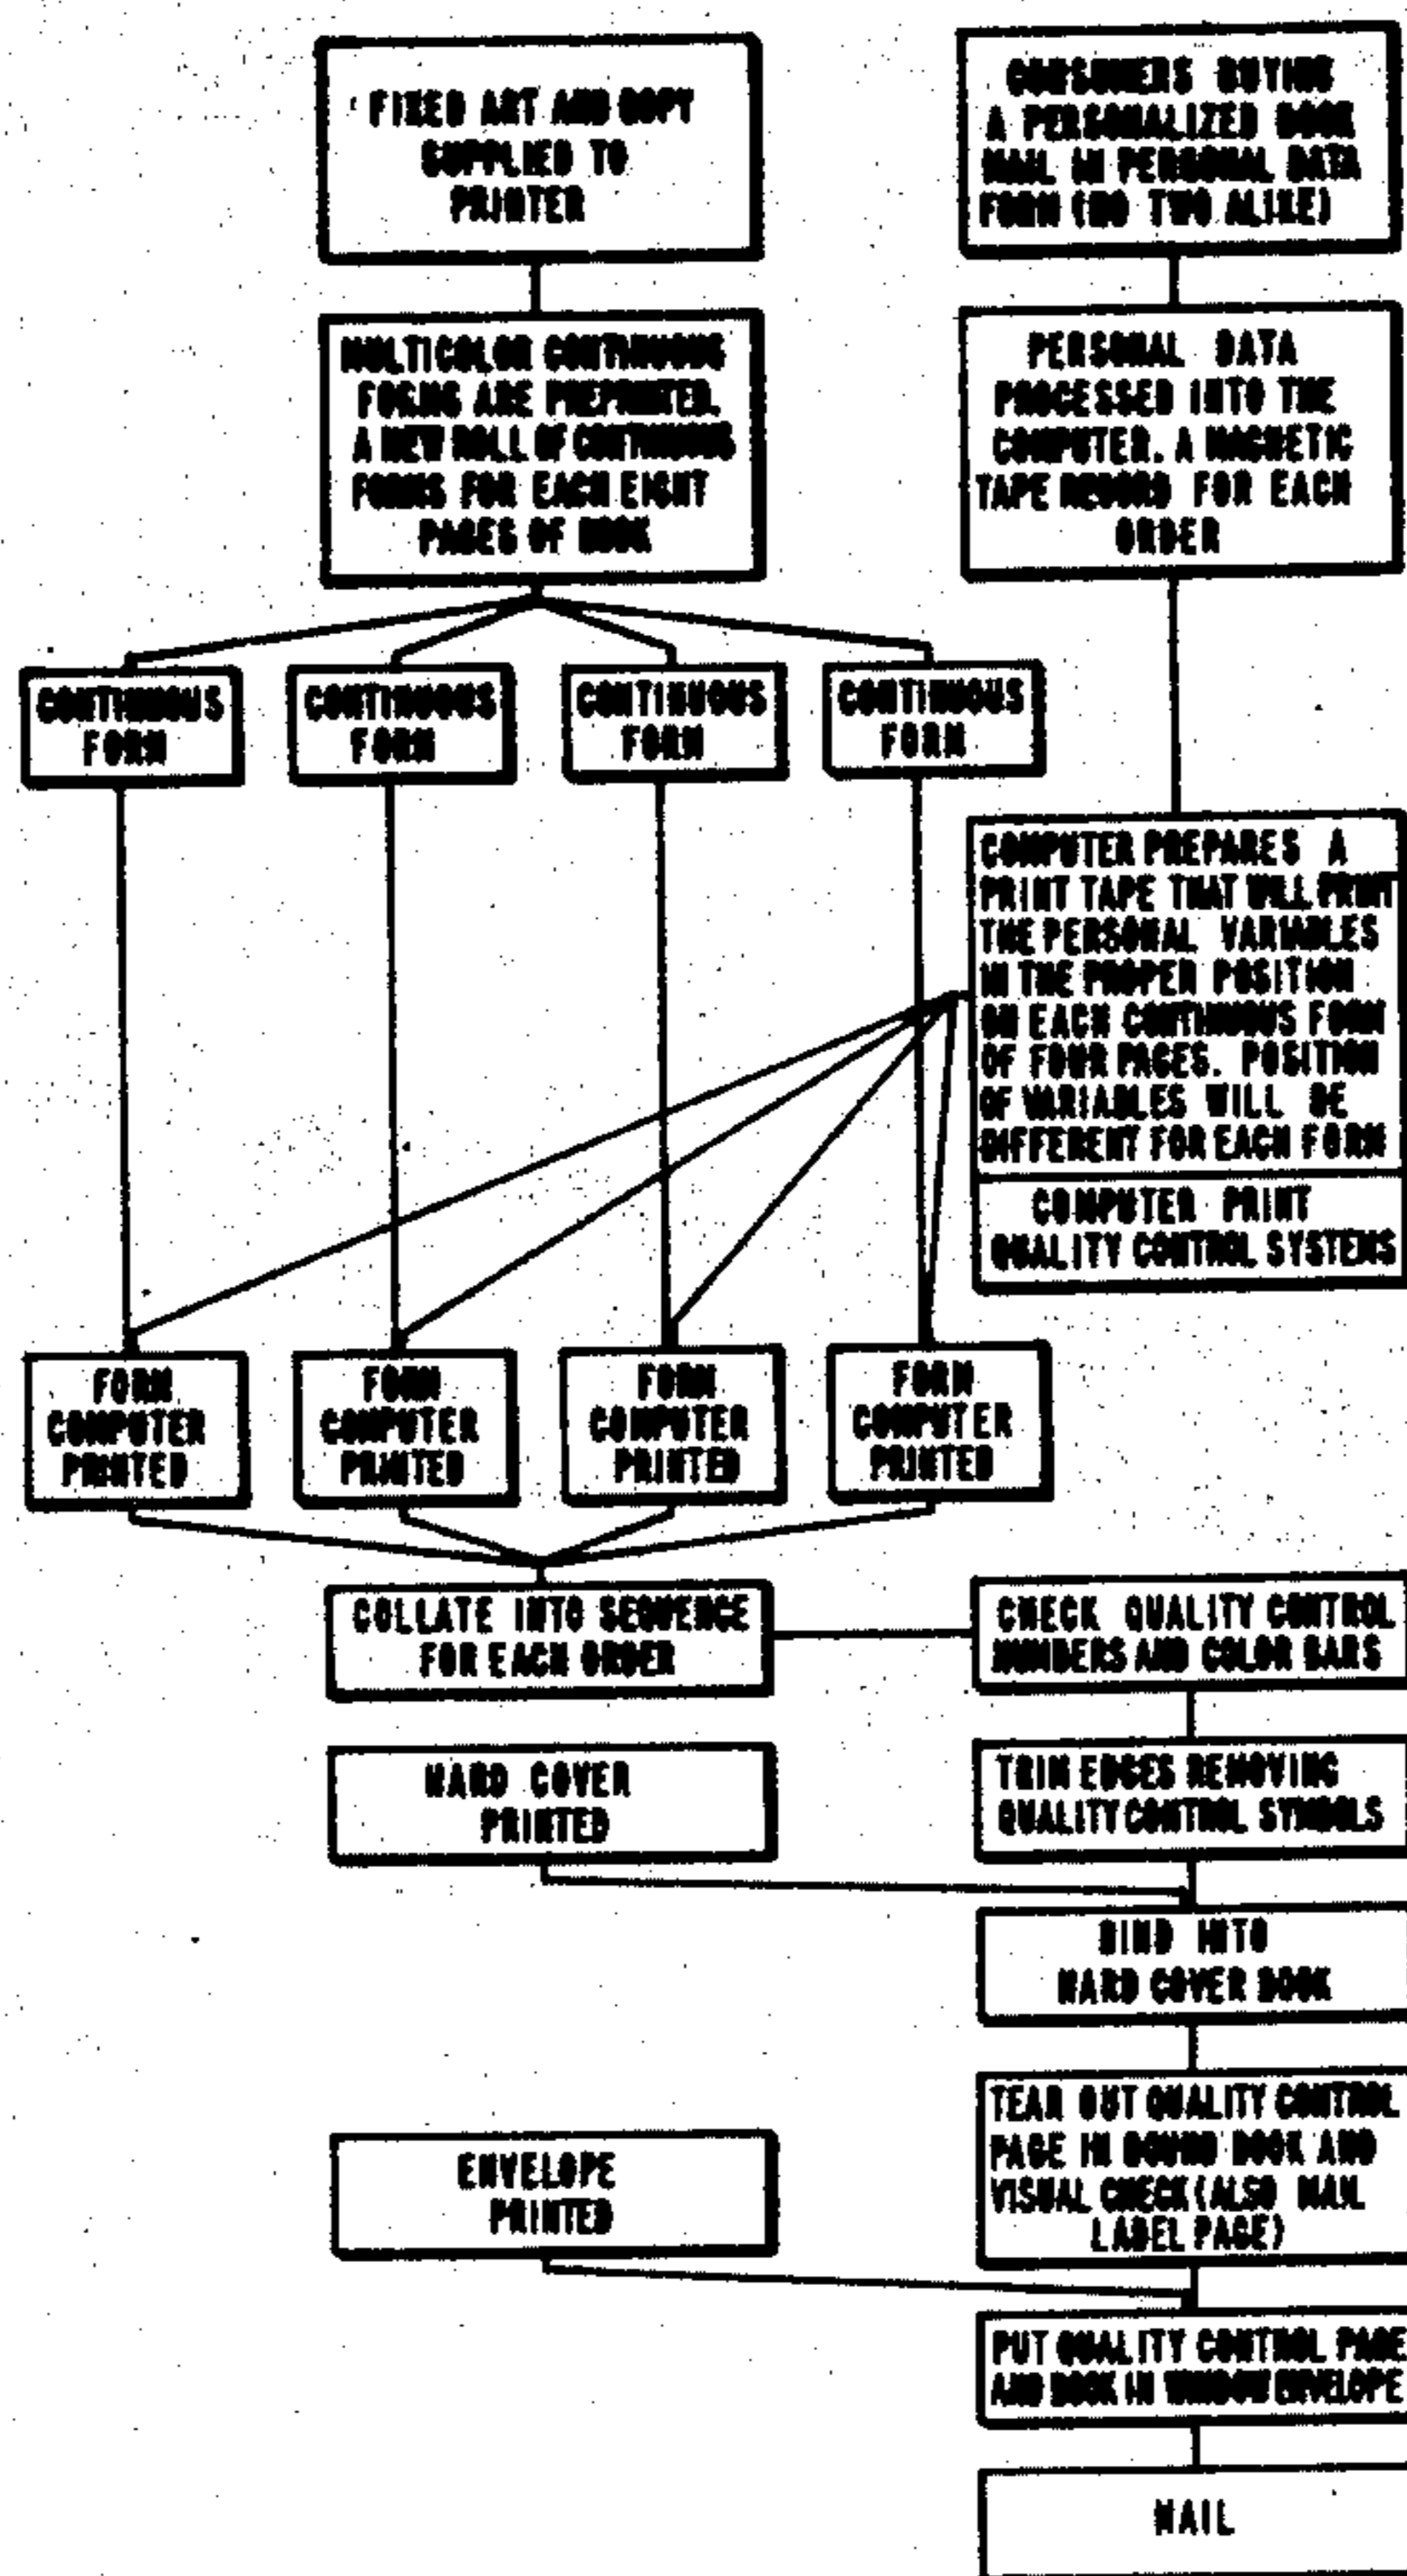 FIXED ART AND COPY
SUPPLIED TO
PRINTER
CONSUMERS BUYING
A PERSONALIZED BOOK
MAIL IN PERSONAL DATA
FORM (NO TWO ALIKE)
MULTICOLOR CONTINUOUS
FORMS ARE PREPRINTED.
A NEW ROLL OF CONTINUOUS
FORMS FOR EACH EIGHT
PAGES OF BOOK
PERSONAL DATA
PROCESSED INTO THE
COMPUTER. A MAGNETIC
TAPE RECORD FOR EACH
ORDER
CONTINUOUS
FORM
CONTINUOUS
FORM
CONTINUOUS
FORM
CONTINUOUS
FORM
COMPUTER PREPARES A
PRINT TAPE THAT WILL PRINT
THE PERSONAL VARIABLES
IN THE PROPER POSITION
ON EACH CONTINUOUS FORM
OF FOUR PAGES. POSITION
OF VARIABLES WILL BE
DIFFERENT FOR EACH FORM
COMPUTER PRINT
QUALITY CONTROL SYSTEMS
FORM
COMPUTER
PRINTED
FORM
COMPUTER
PRINTED
FORM
COMPUTER
PRINTED
FORM
COMPUTER
PRINTED
COLLATE INTO SEQUENCE
FOR EACH ORDER
CHECK QUALITY CONTROL
NUMBERS AND COLOR BARS
HARD COVER
PRINTED
TRIM EDGES REMOVING
QUALITY CONTROL SYMBOLS
BIND INTO
HARD COVER BOOK
TEAR OUT QUALITY CONTROL
PAGE IN BOUND BOOK AND
VISUAL CHECK (ALSO MAIL
LABEL PAGE)
ENVELOPE
PRINTED
PUT QUALITY CONTROL PAGE
AND BOOK IN WINDOW ENVELOPE
MAIL